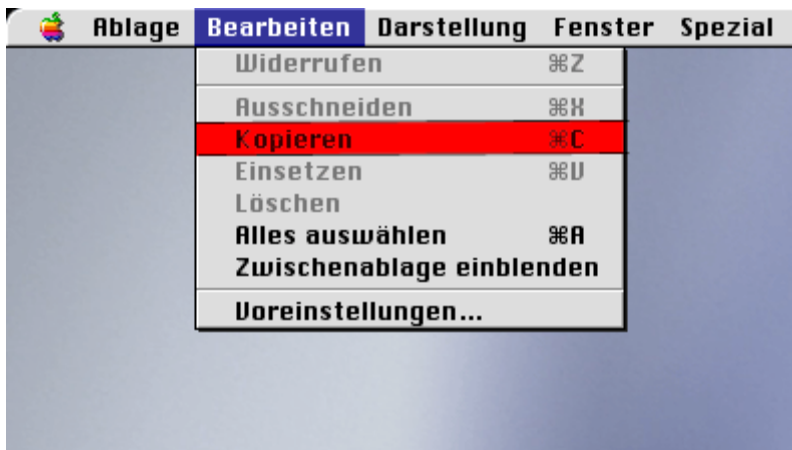 Ablage Bearbeiten Darstellung Fenster Spezial
Widerrufen ⌘Z
Ausschneiden ⌘X
Kopieren ⌘C
Einsetzen ⌘V
Löschen
Alles auswählen ⌘A
Zwischenablage einblenden
Voreinstellungen...